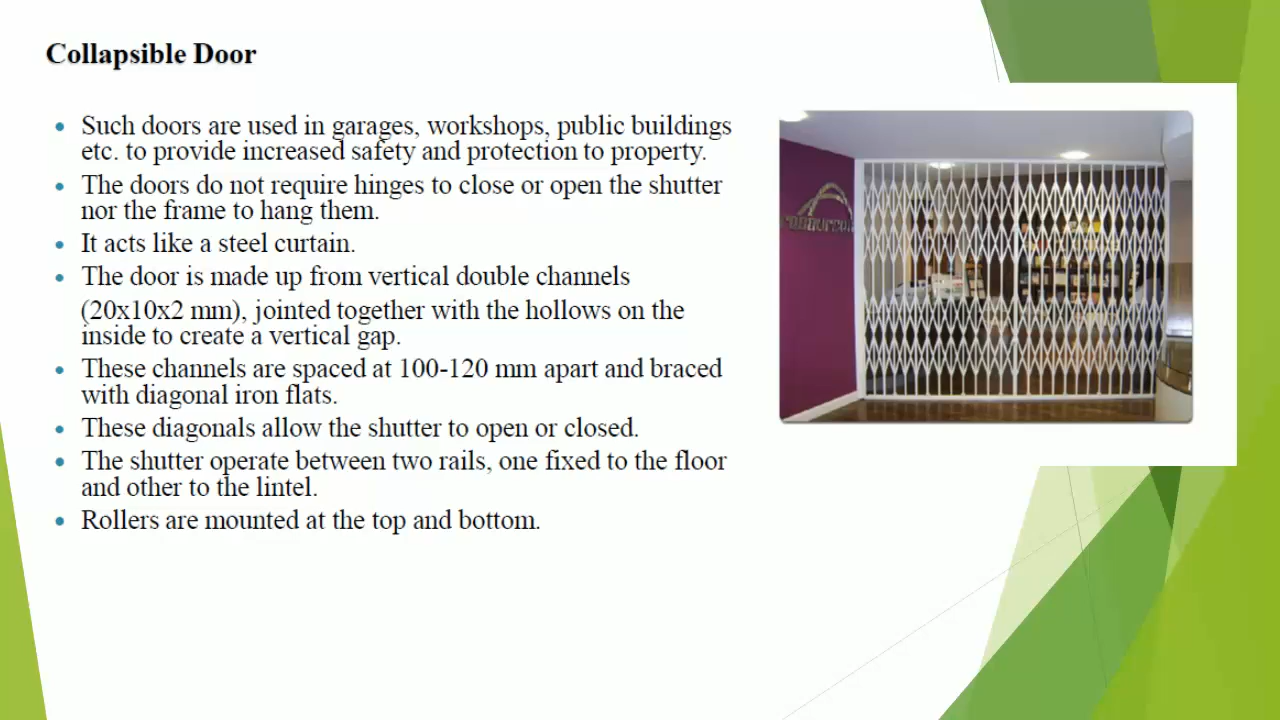 Collapsible Door
Such doors are used in garages, workshops, public buildings
etc. to provide increased safety and protection to property.
The doors do not require hinges to close or open the shutter
nor the frame to hang them.
It acts like a steel curtain.
The door is made up from vertical double channels
(20x10x2 mm), jointed together with the hollows on the
inside to create a vertical gap.
These channels are spaced at 100-120 mm apart and braced
with diagonal iron flats.
These diagonals allow the shutter to open or closed.
The shutter operate between two rails, one fixed to the floor
and other to the lintel.
Rollers are mounted at the top and bottom.